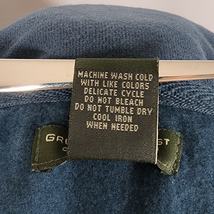 MACHINE WASH COLD
WITH LIKE COLORS
DELICATE CYCLE
DO NOT BLEACH
DO NOT TUMBLE DRY
COOL IRON
WHEN NEEDED